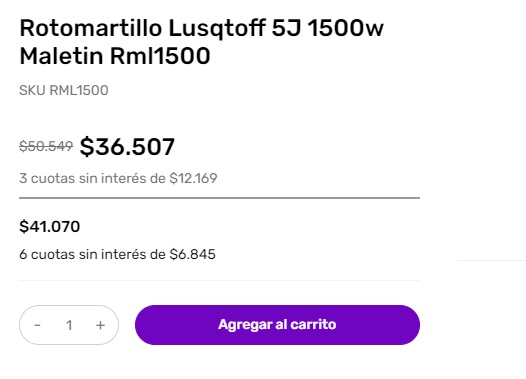 Rotomartillo Lusqtoff 5J 1500w
Maletin Rml1500
SKU RML1500
$50.549 $36.507
3 cuotas sin interés de $12.169
$41.070
6 cuotas sin interés de $6.845
- 1 + Agregar al carrito